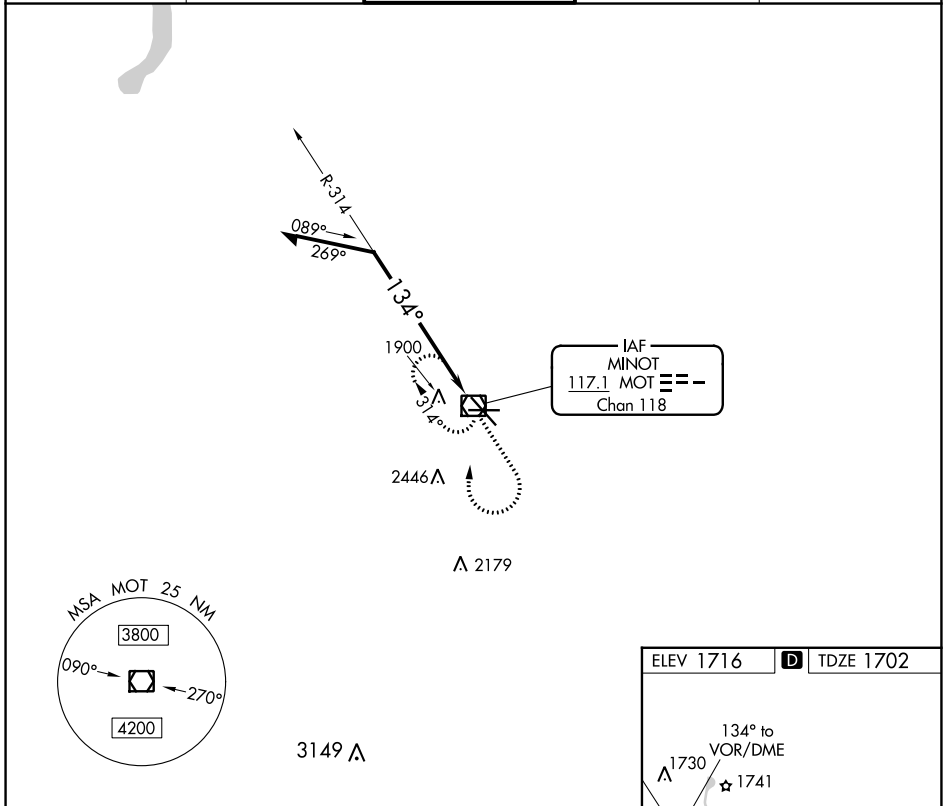 R-314
089°
269°
134°
1900
314°
IAF
MINOT
117.1 MOT
Chan 118
2446
2179
MSA MOT 25 NM
3800
090°
270°
4200
3149
ELEV 1716 D TDZE 1702
134° to
VOR/DME
1730
1741